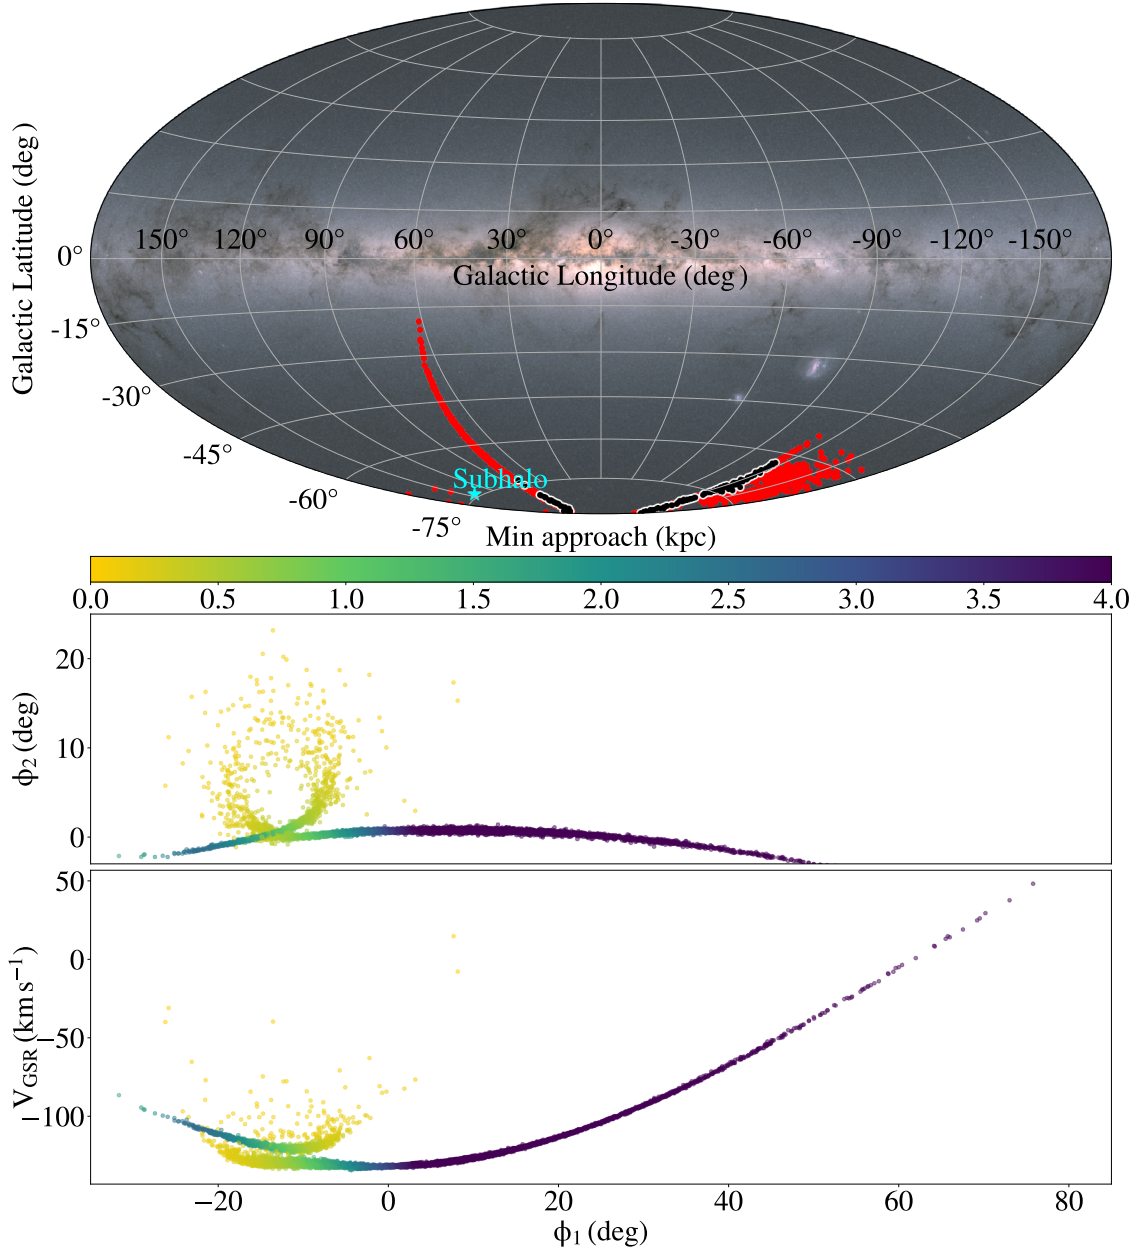 Galactic Latitude (deg)
150° 120° 90° 60° 30° 0° -30° -60° -90° -120° -150°
0°
Galactic Longitude (deg)
-15°
-30°
-45°
Subhalo
-60°
-75°
Min approach (kpc)
0.0 0.5 1.0 1.5 2.0 2.5 3.0 3.5 4.0
ϕ₂ (deg)
20
10
0
V_GSR (km s⁻¹)
50
0
−50
−100
−20 0 20 40 60 80
ϕ₁ (deg)